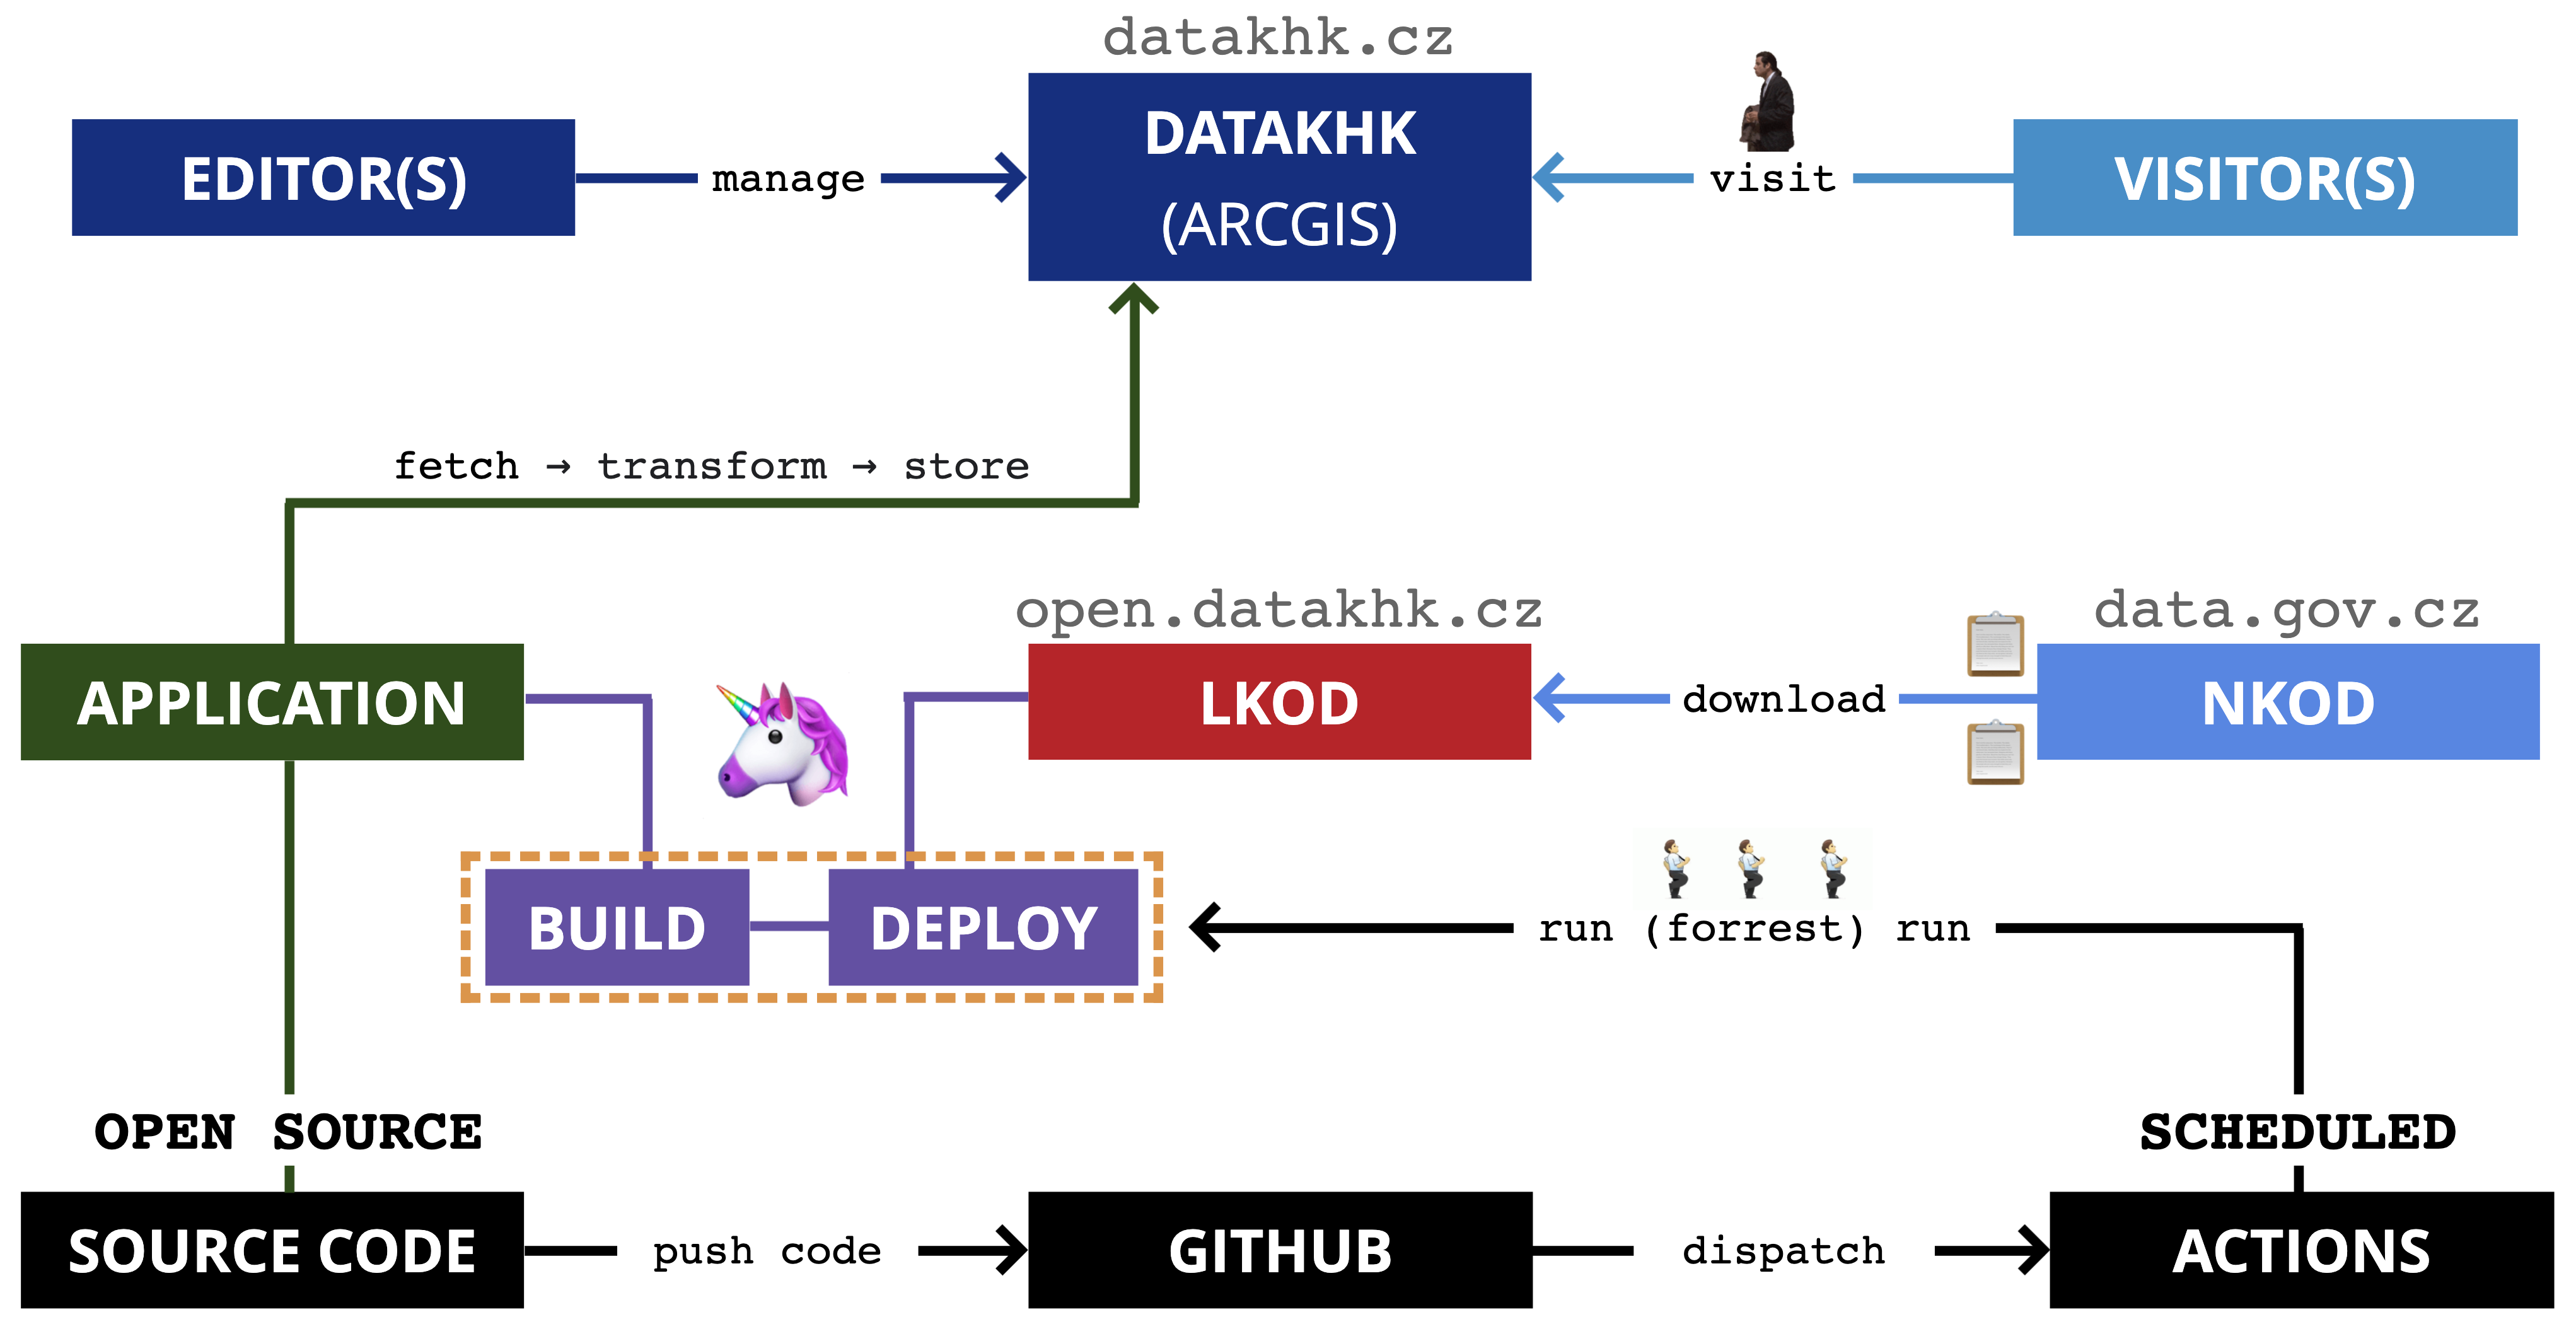 datakhk.cz
EDITOR(S)
manage
DATAKHK
(ARCGIS)
visit
VISITOR(S)
fetch → transform → store
APPLICATION
open.datakhk.cz
LKOD
download
data.gov.cz
NKOD
BUILD
DEPLOY
run (forrest) run
OPEN SOURCE
SCHEDULED
SOURCE CODE
push code
GITHUB
dispatch
ACTIONS